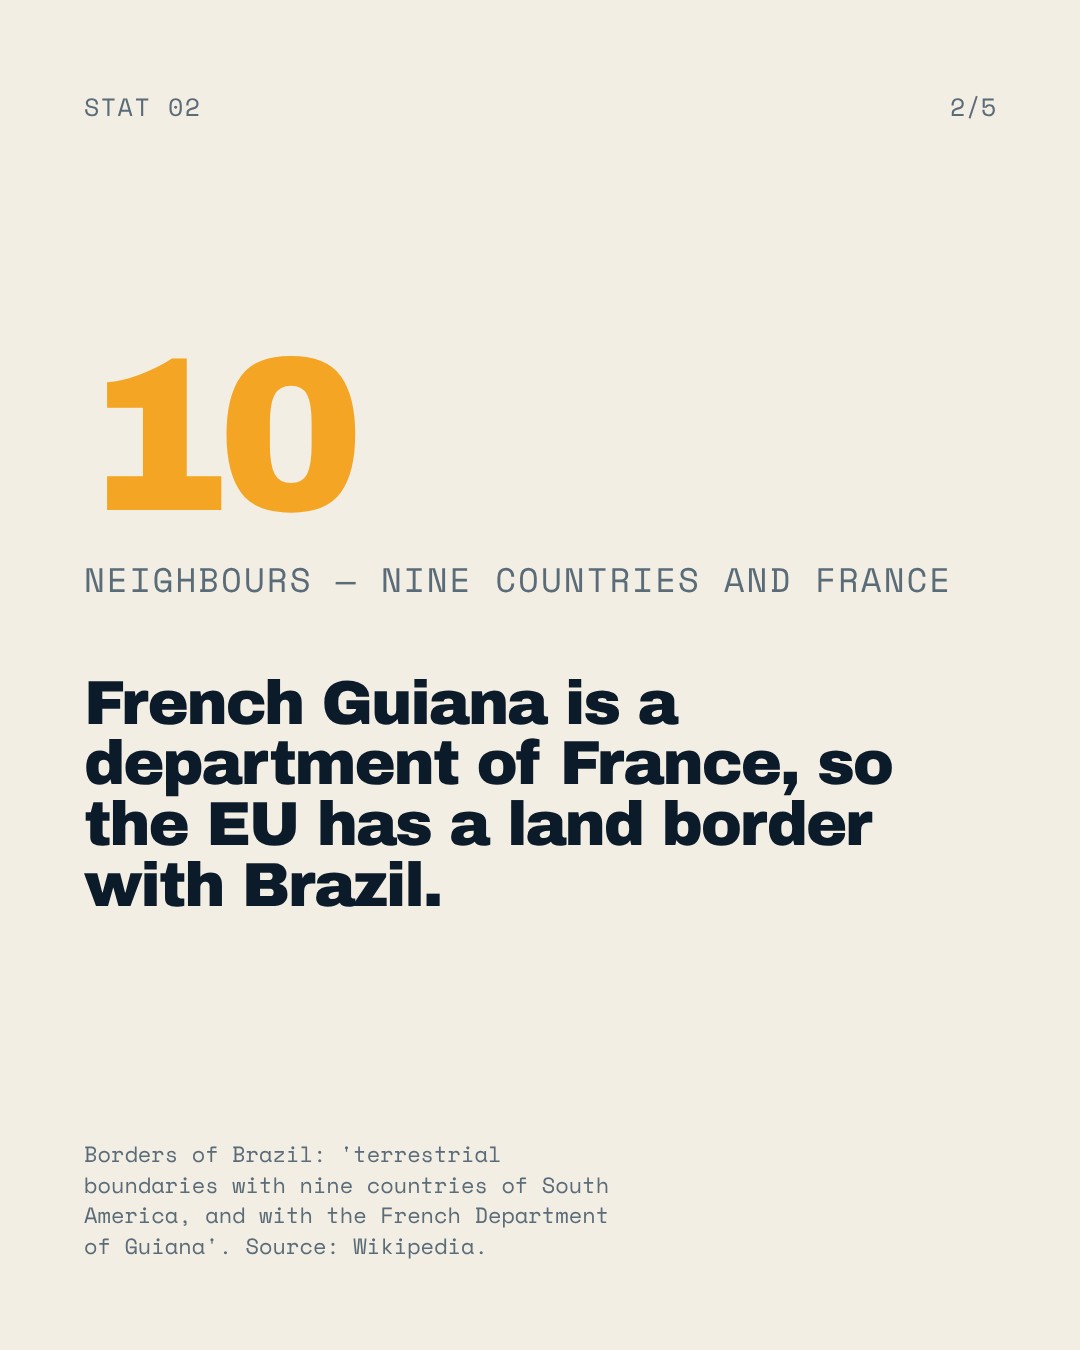 STAT 02
2/5
10
NEIGHBOURS — NINE COUNTRIES AND FRANCE
French Guiana is a
department of France, so
the EU has a land border
with Brazil.
Borders of Brazil: 'terrestrial
boundaries with nine countries of South
America, and with the French Department
of Guiana'. Source: Wikipedia.